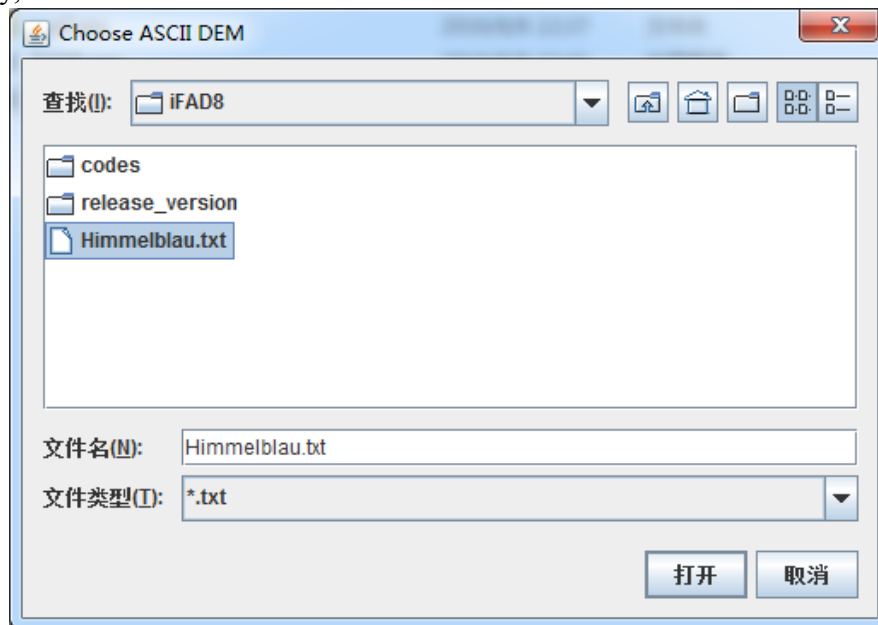 Choose ASCII DEM
查找(I): iFAD8
codes
release_version
Himmelblau.txt
文件名(N): Himmelblau.txt
文件类型(T): *.txt
打开 取消